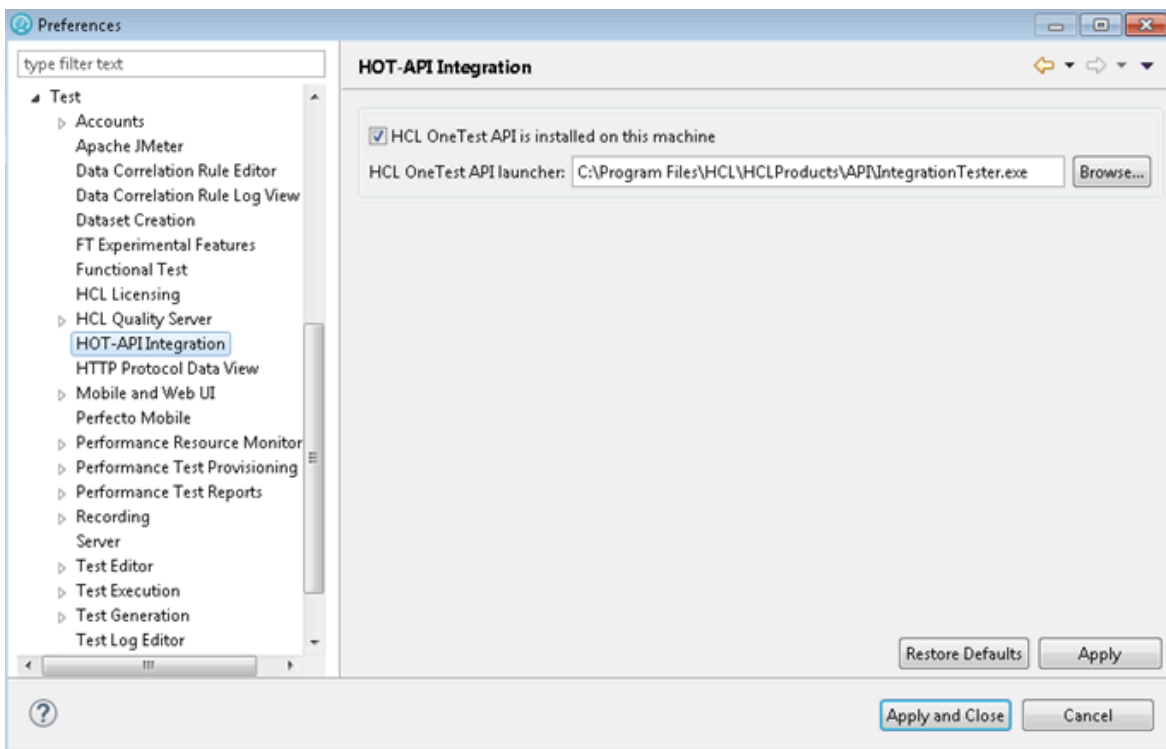 Preferences
type filter text
Test
Accounts
Apache JMeter
Data Correlation Rule Editor
Data Correlation Rule Log View
Dataset Creation
FT Experimental Features
Functional Test
HCL Licensing
HCL Quality Server
HOT-API Integration
HTTP Protocol Data View
Mobile and Web UI
Perfecto Mobile
Performance Resource Monitor
Performance Test Provisioning
Performance Test Reports
Recording
Server
Test Editor
Test Execution
Test Generation
Test Log Editor
HOT-API Integration
HCL OneTest API is installed on this machine
HCL OneTest API launcher: C:\Program Files\HCL\HCLProducts\API\IntegrationTester.exe Browse...
Restore Defaults Apply
? Apply and Close Cancel